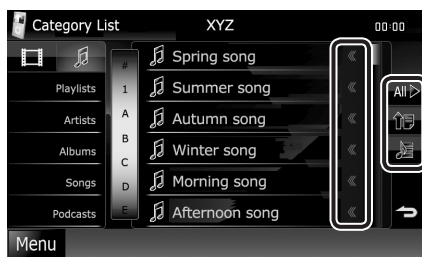 Category List XYZ 00:00
# Spring song
Playlists 1 Summer song All
Artists A Autumn song
Albums B Winter song
C
Songs D Morning song
Podcasts E Afternoon song
Menu